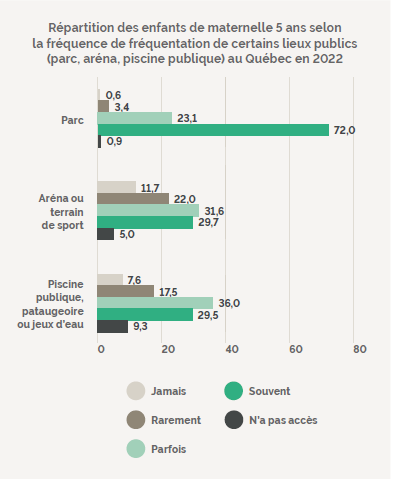 Répartition des enfants de maternelle 5 ans selon
la fréquence de fréquentation de certains lieux publics
(parc, aréna, piscine publique) au Québec en 2022
Parc
0,6
3,4
23,1
72,0
0,9
Aréna ou
terrain
de sport
11,7
22,0
31,6
29,7
5,0
Piscine
publique,
pataugeoire
ou jeux d'eau
7,6
17,5
36,0
29,5
9,3
0 20 40 60 80
Jamais
Souvent
Rarement
N'a pas accès
Parfois